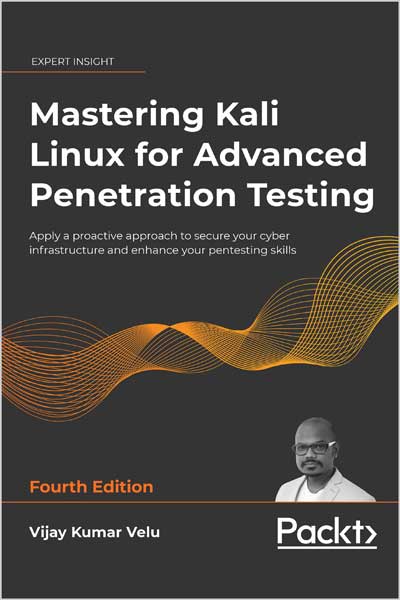 EXPERT INSIGHT
Mastering Kali
Linux for Advanced
Penetration Testing
Apply a proactive approach to secure your cyber
infrastructure and enhance your pentesting skills
Fourth Edition
Vijay Kumar Velu
Packt>